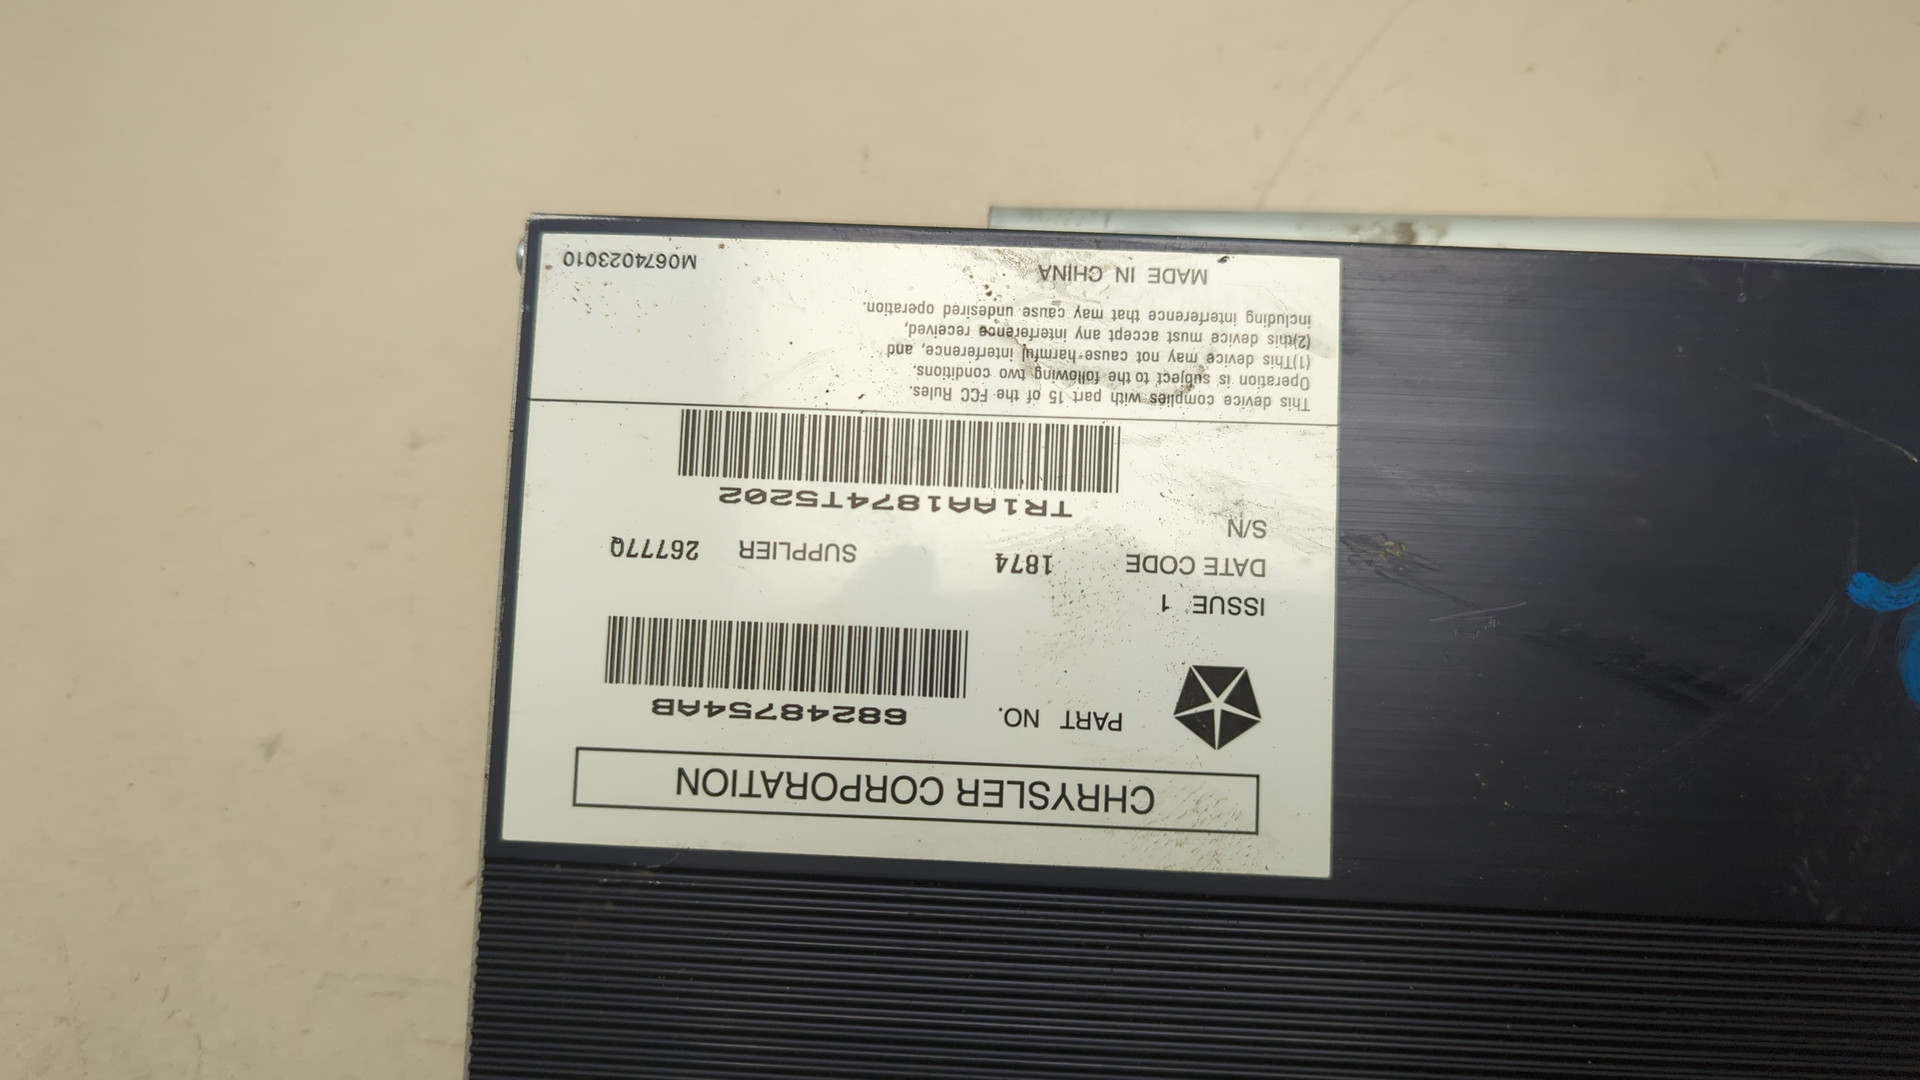 CHRYSLER CORPORATION
PART NO. 68248754AB
ISSUE 1
DATE CODE 1874 SUPPLIER 26777Q
S/N TR1AA1874T5202
This device complies with part 15 of the FCC Rules.
Operation is subject to the following two conditions.
(1)This device may not cause harmful interference, and
(2)this device must accept any interference received,
including interference that may cause undesired operation.
MADE IN CHINA
M0674023010